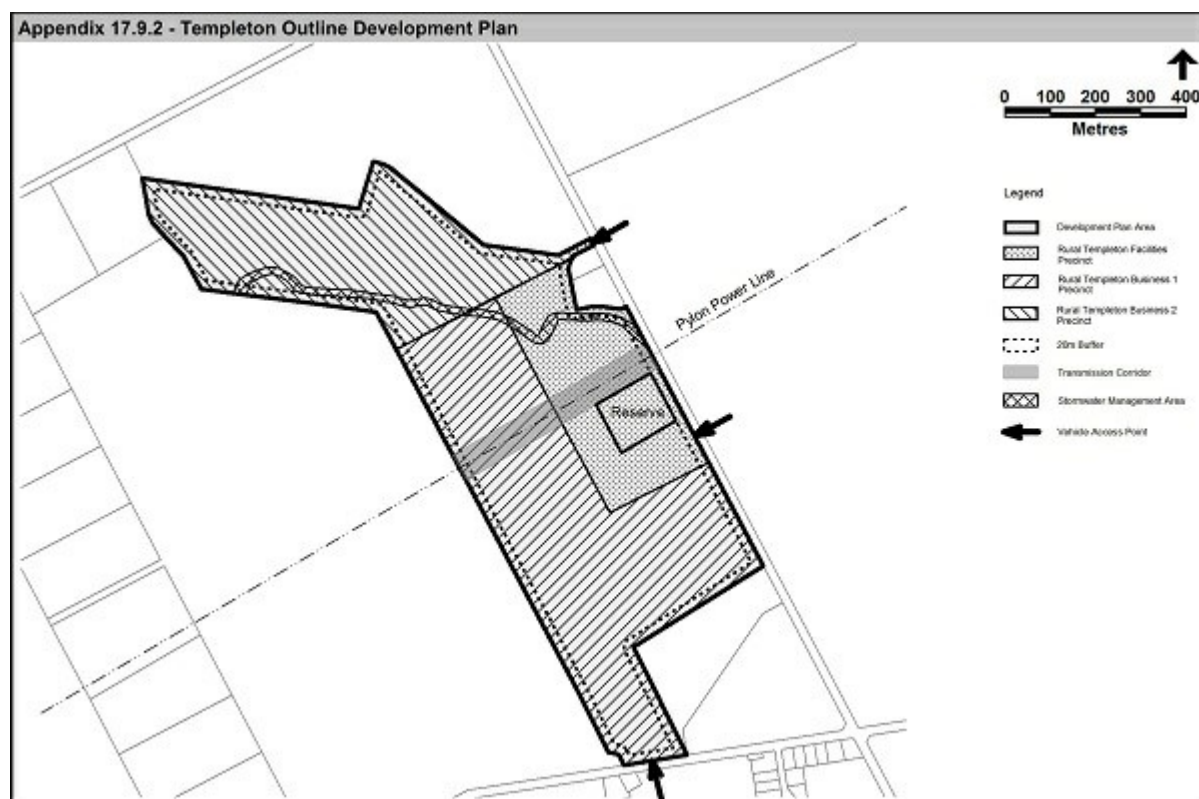 Appendix 17.9.2 - Templeton Outline Development Plan
0 100 200 300 400
Metres
Legend
Development Plan Area
Rural Templeton Facilities
Precinct
Rural Templeton Business 1
Precinct
Rural Templeton Business 2
Precinct
20m Buffer
Transmission Corridor
Stormwater Management Area
Vehicle Access Point
Pylon Power Line
Reserve